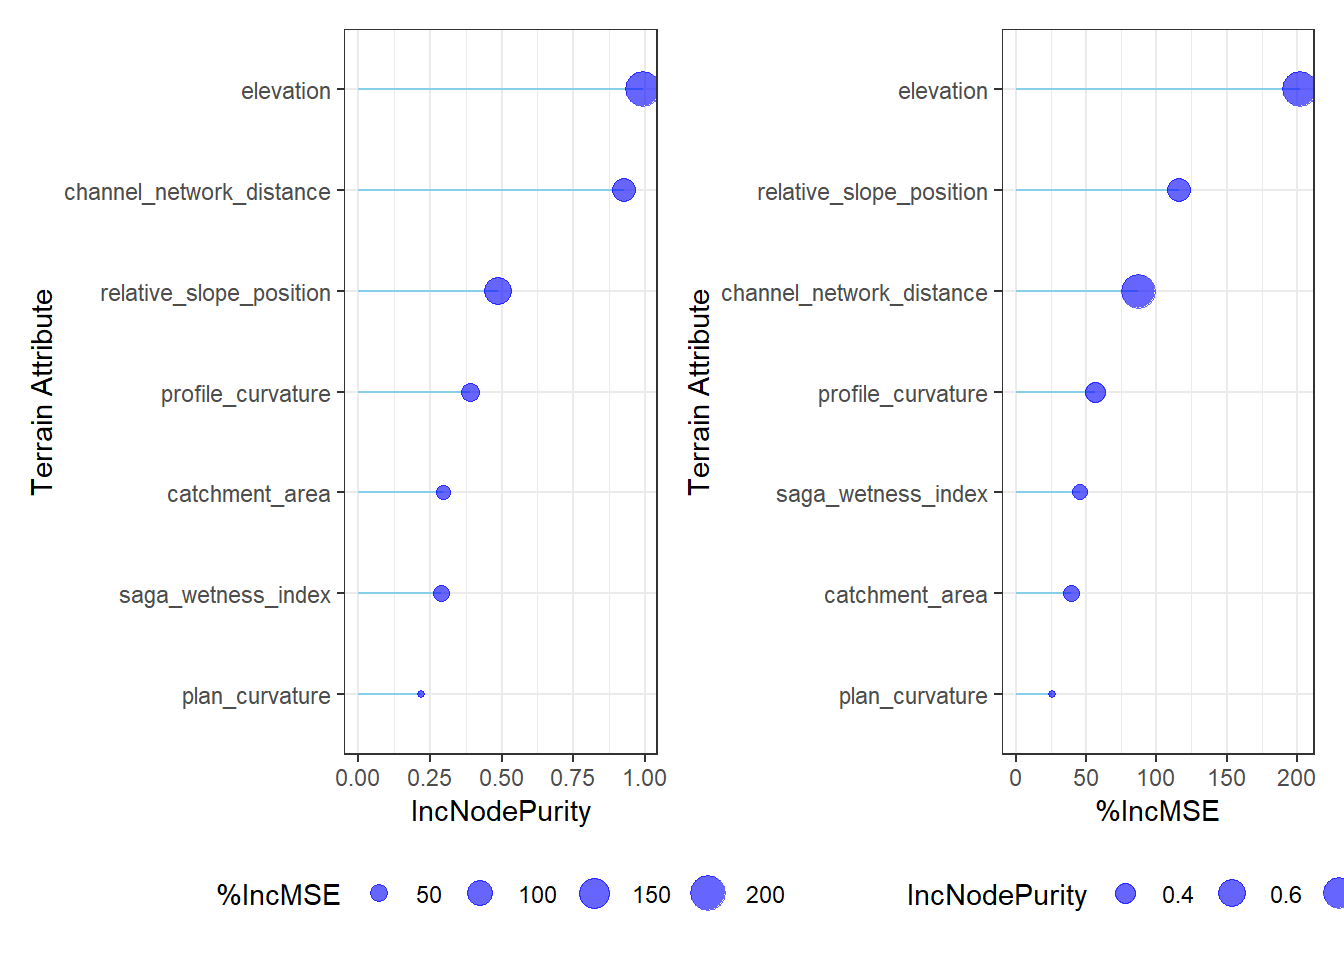 Terrain Attribute
elevation
channel_network_distance
relative_slope_position
profile_curvature
catchment_area
saga_wetness_index
plan_curvature
0.00 0.25 0.50 0.75 1.00
IncNodePurity
%IncMSE 50 100 150 200
Terrain Attribute
elevation
relative_slope_position
channel_network_distance
profile_curvature
saga_wetness_index
catchment_area
plan_curvature
0 50 100 150 200
%IncMSE
IncNodePurity 0.4 0.6